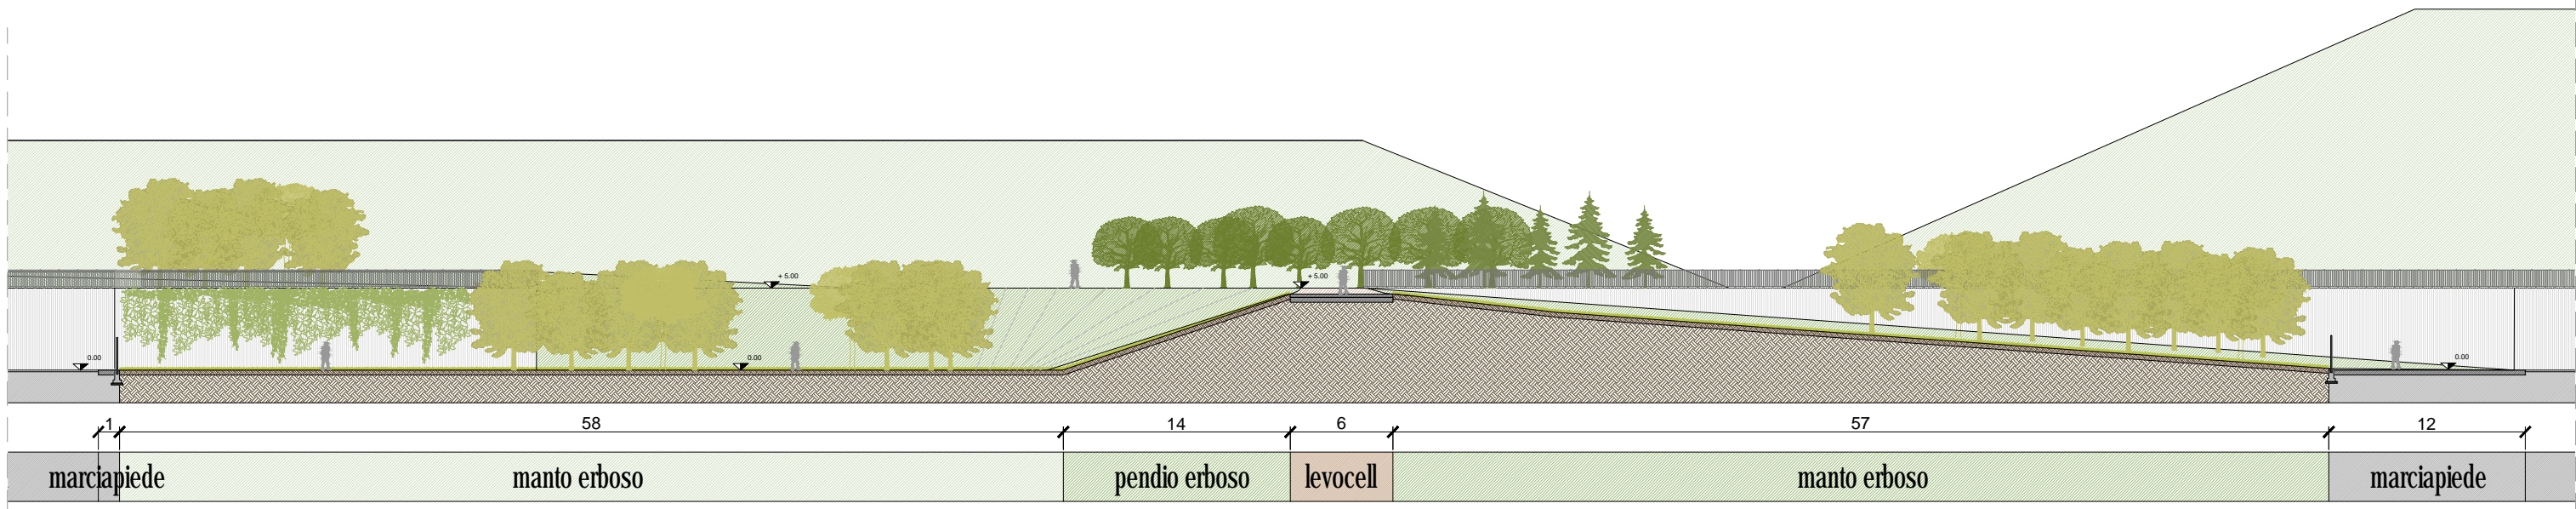 + 5.00
+ 5.00
0.00
0.00
0.00
1
58
14
6
57
12
marciapiede
manto erboso
pendio erboso
levocell
manto erboso
marciapiede